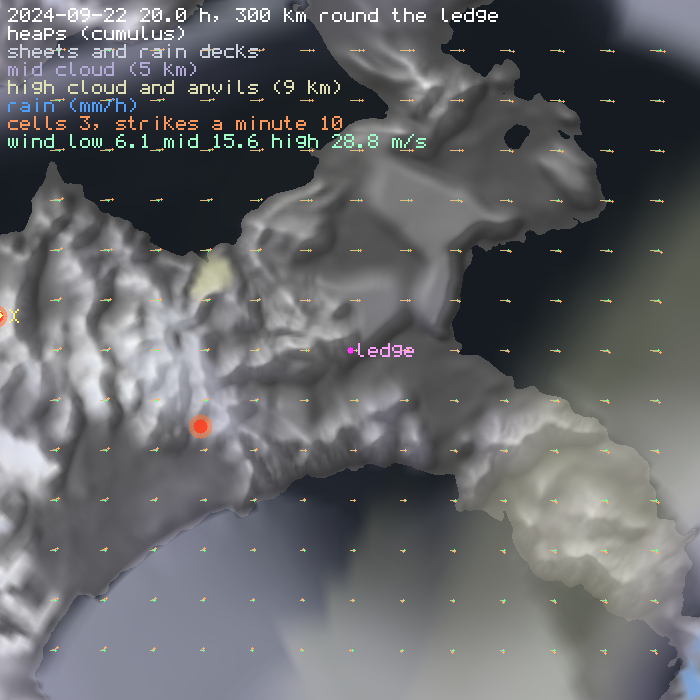 2024-09-22 20.0 h, 300 km round the ledge
heaps (cumulus)
sheets and rain decks
mid cloud (5 km)
high cloud and anvils (9 km)
rain (mm/h)
cells 3, strikes a minute 10
wind low 6.1 mid 15.6 high 28.8 m/s
ledge